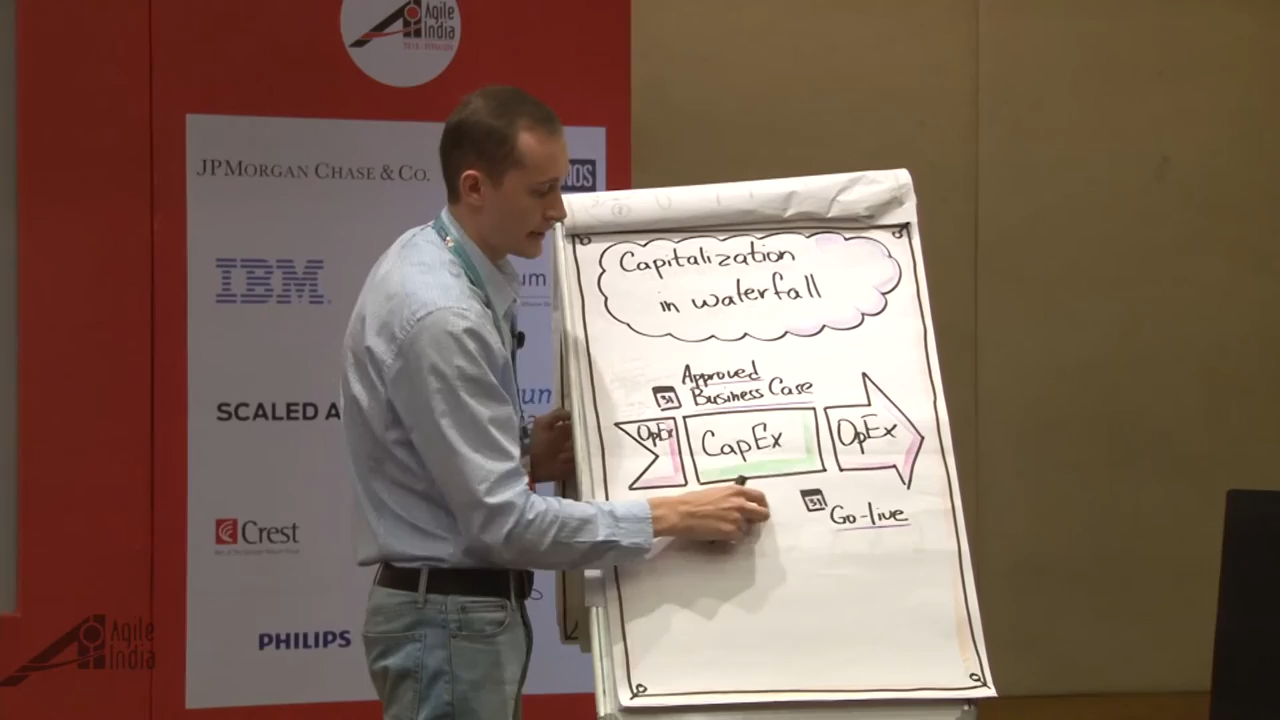 Agile
India
JPMORGAN CHASE & CO.
IBM
SCALED A
Crest
PHILIPS
um
Agile
India
Capitalization
in waterfall
31
Approved
Business Case
OpEx
CapEx
OpEx
31
Go-live